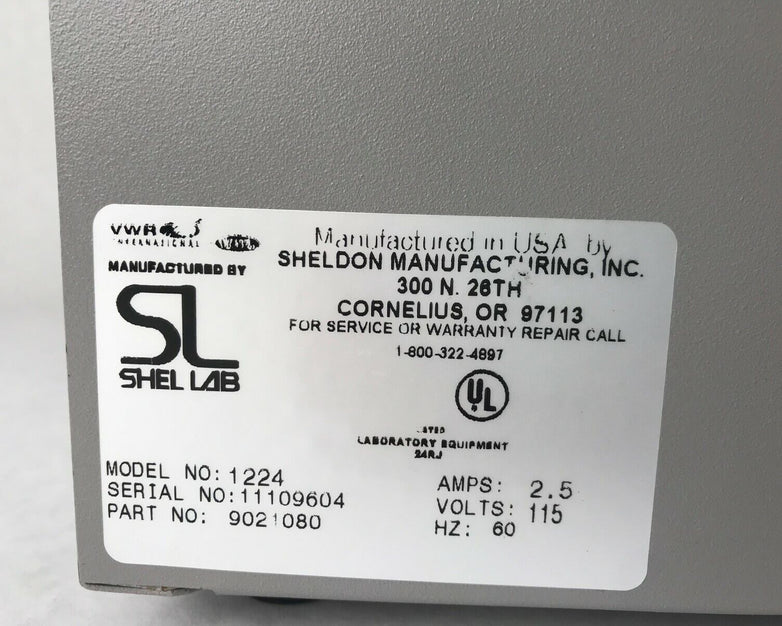 VWR
INTERNATIONAL
MANUFACTURED BY
SL
SHEL LAB
Manufactured in USA by
SHELDON MANUFACTURING, INC.
300 N. 26TH
CORNELIUS, OR 97113
FOR SERVICE OR WARRANTY REPAIR CALL
1-800-322-4897
UL
LISTED
LABORATORY EQUIPMENT
24RJ
MODEL NO: 1224
SERIAL NO: 11109604
PART NO: 9021080
AMPS: 2.5
VOLTS: 115
HZ: 60